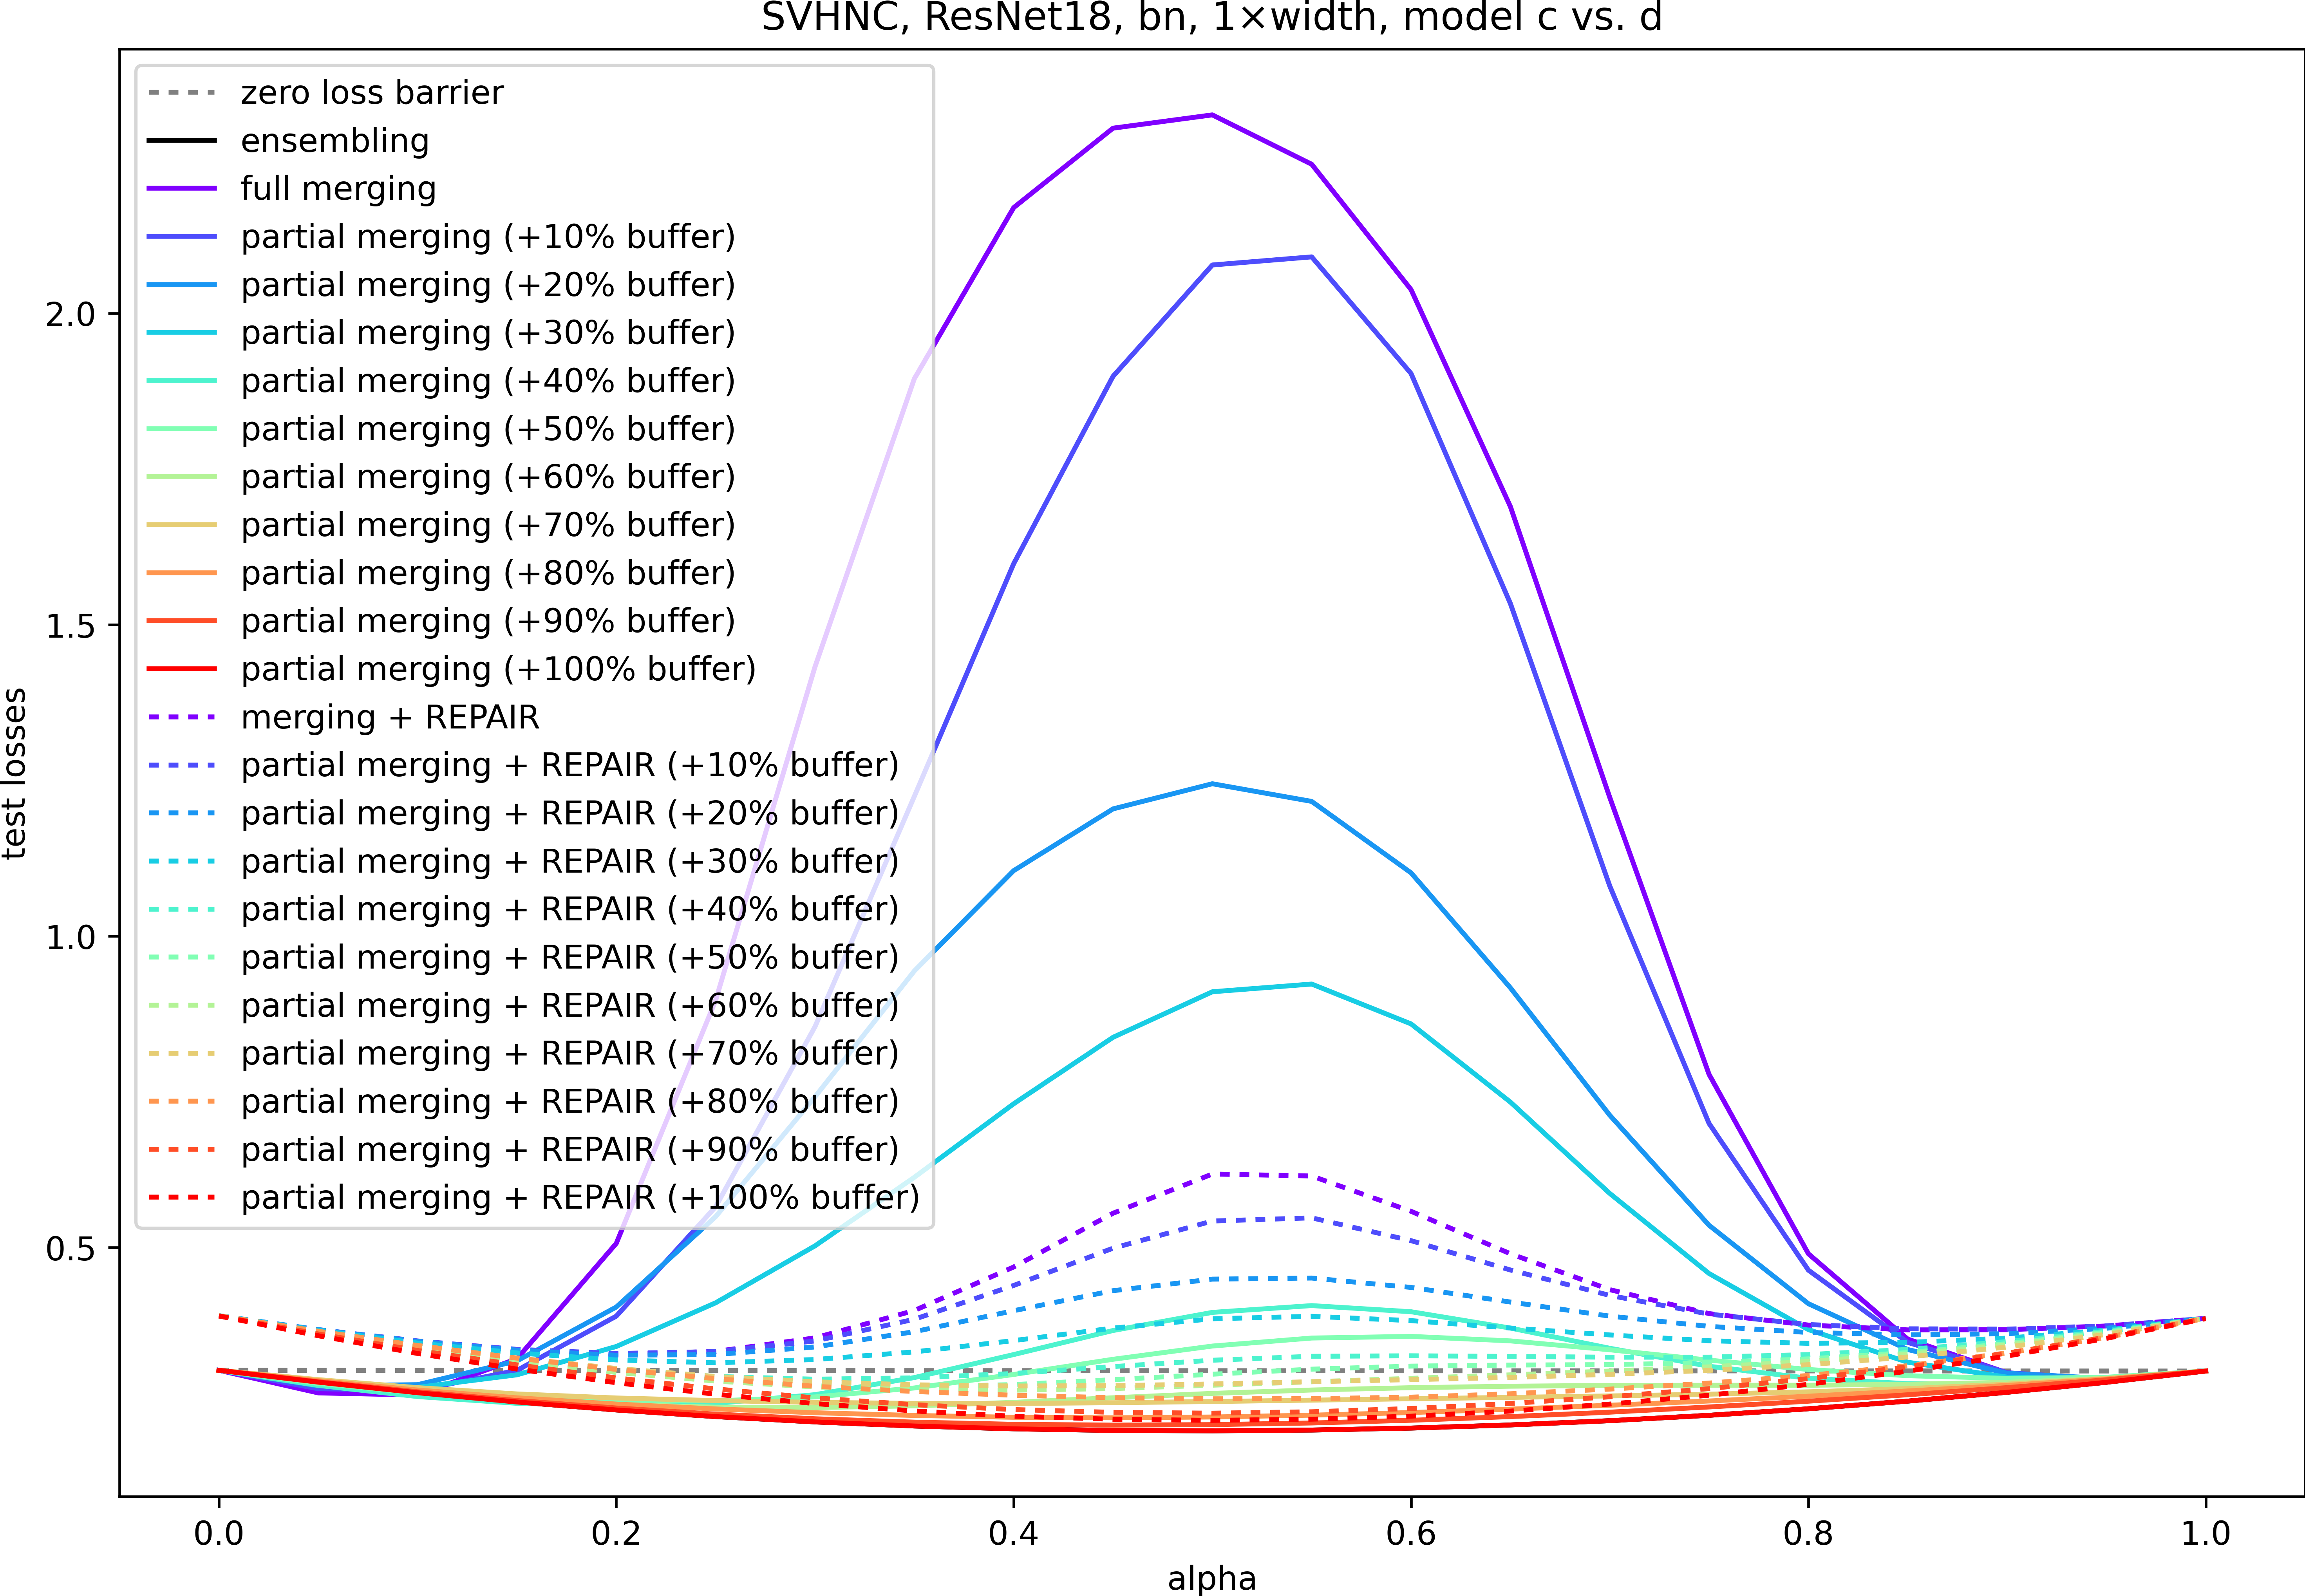 SVHNC, ResNet18, bn, 1×width, model c vs. d
zero loss barrier
ensembling
full merging
partial merging (+10% buffer)
partial merging (+20% buffer)
partial merging (+30% buffer)
partial merging (+40% buffer)
partial merging (+50% buffer)
partial merging (+60% buffer)
partial merging (+70% buffer)
partial merging (+80% buffer)
partial merging (+90% buffer)
partial merging (+100% buffer)
merging + REPAIR
partial merging + REPAIR (+10% buffer)
partial merging + REPAIR (+20% buffer)
partial merging + REPAIR (+30% buffer)
partial merging + REPAIR (+40% buffer)
partial merging + REPAIR (+50% buffer)
partial merging + REPAIR (+60% buffer)
partial merging + REPAIR (+70% buffer)
partial merging + REPAIR (+80% buffer)
partial merging + REPAIR (+90% buffer)
partial merging + REPAIR (+100% buffer)
test losses
2.0
1.5
1.0
0.5
0.0 0.2 0.4 0.6 0.8 1.0
alpha